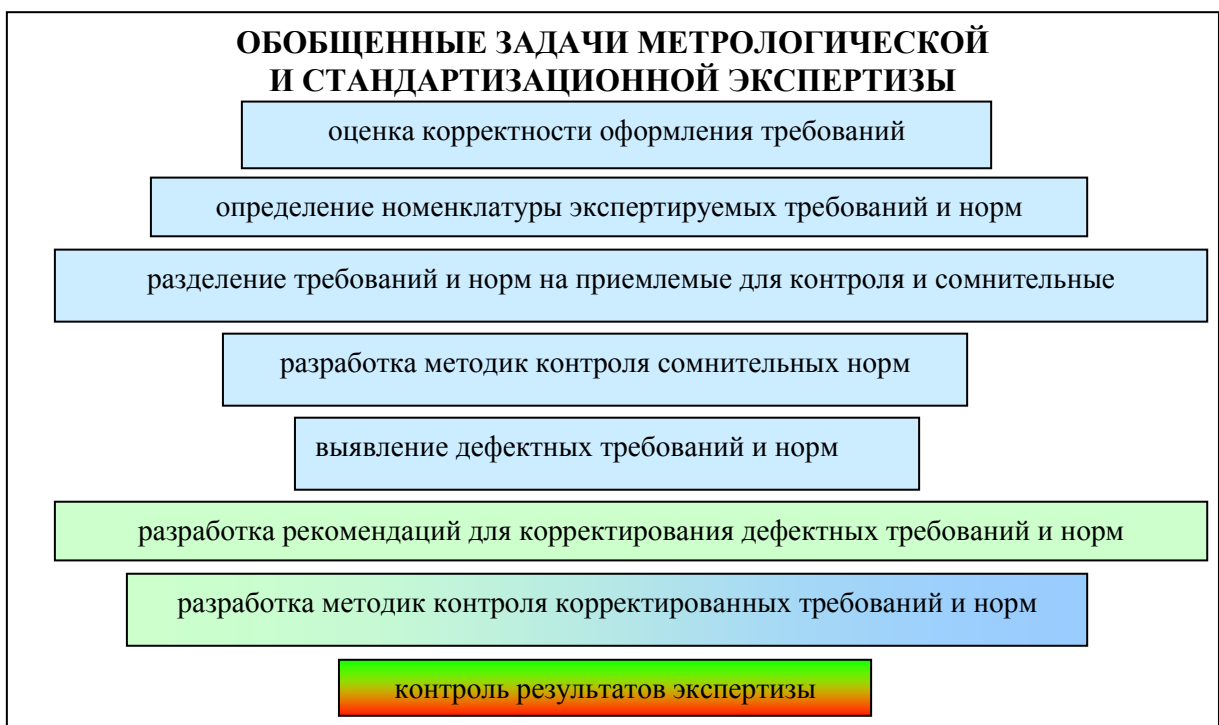 ОБОБЩЕННЫЕ ЗАДАЧИ МЕТРОЛОГИЧЕСКОЙ
И СТАНДАРТИЗАЦИОННОЙ ЭКСПЕРТИЗЫ
оценка корректности оформления требований
определение номенклатуры экспертируемых требований и норм
разделение требований и норм на приемлемые для контроля и сомнительные
разработка методик контроля сомнительных норм
выявление дефектных требований и норм
разработка рекомендаций для корректирования дефектных требований и норм
разработка методик контроля корректированных требований и норм
контроль результатов экспертизы